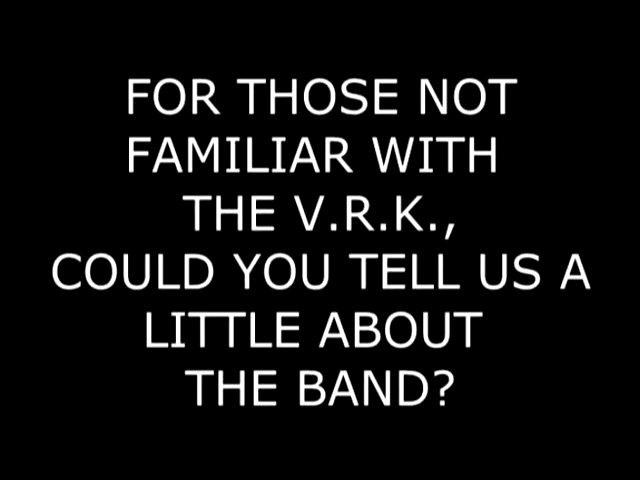 FOR THOSE NOT
FAMILIAR WITH
THE V.R.K.,
COULD YOU TELL US A
LITTLE ABOUT
THE BAND?